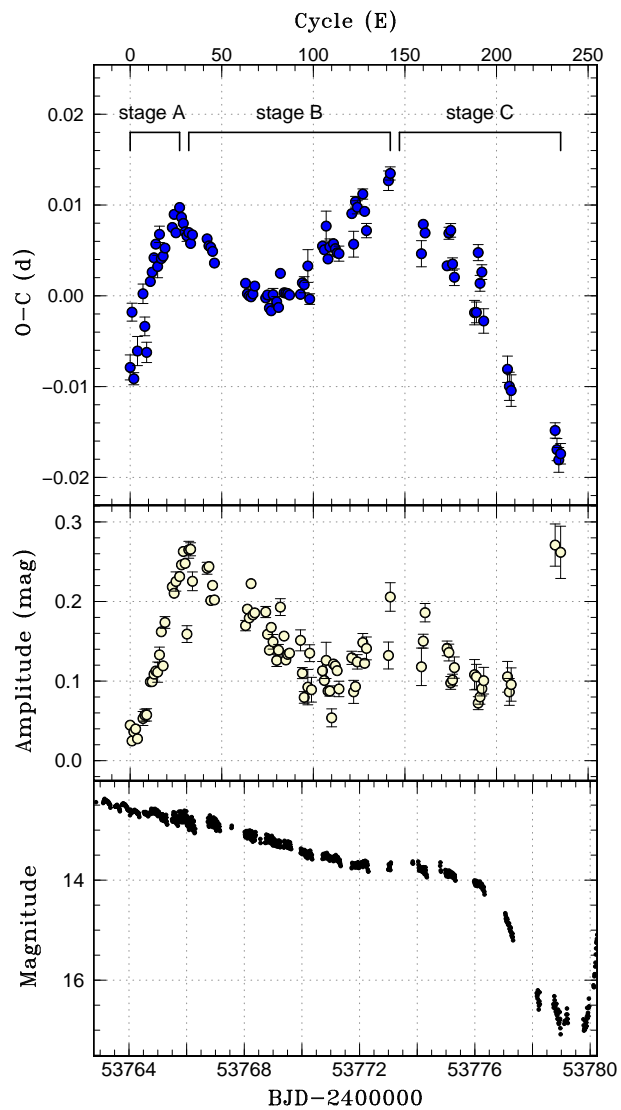 Cycle (E)
0 50 100 150 200 250
stage A stage B stage C
0.02
0.01
0.00
−0.01
−0.02
O−C (d)
0.3
0.2
0.1
0.0
Amplitude (mag)
14
16
Magnitude
53764 53768 53772 53776 53780
BJD−2400000